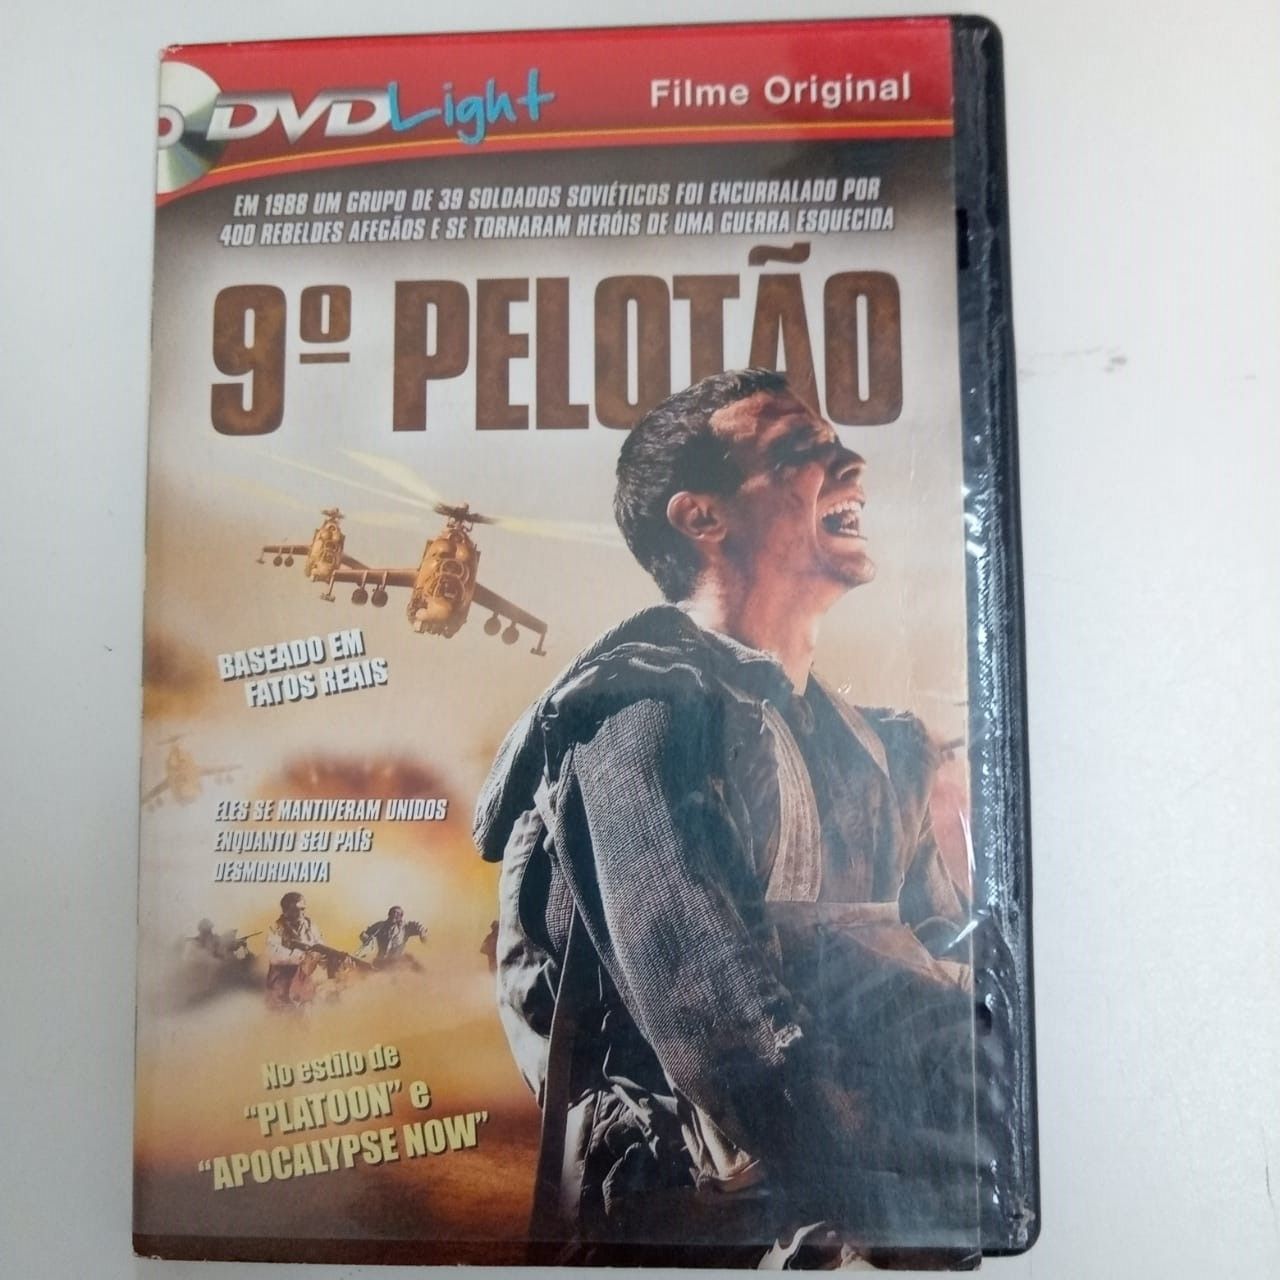 DVD Light
Filme Original
EM 1988 UM GRUPO DE 39 SOLDADOS SOVIÉTICOS FOI ENCURRALADO POR
400 REBELDES AFEGÃOS E SE TORNARAM HERÓIS DE UMA GUERRA ESQUECIDA
9º PELOTÃO
BASEADO EM
FATOS REAIS
ELES SE MANTIVERAM UNIDOS
ENQUANTO SEU PAÍS
DESMORONAVA
No estilo de
"PLATOON" e
"APOCALYPSE NOW"